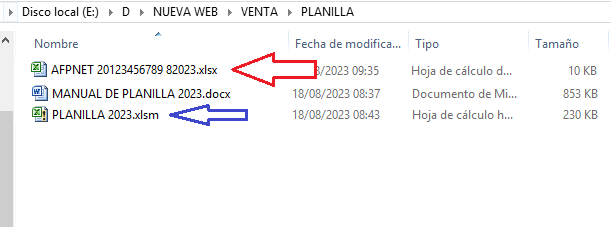 Disco local (E:) > D > NUEVA WEB > VENTA > PLANILLA
Nombre Fecha de modifica... Tipo Tamaño
AFPNET 20123456789 82023.xlsx 8/2023 09:35 Hoja de cálculo d... 10 KB
MANUAL DE PLANILLA 2023.docx 18/08/2023 08:37 Documento de Mi... 853 KB
PLANILLA 2023.xlsm 18/08/2023 08:43 Hoja de cálculo h... 230 KB